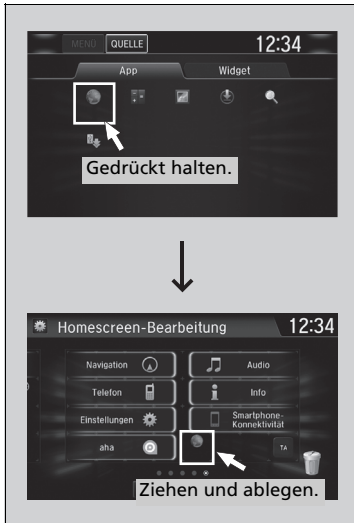 MENÜ QUELLE 12:34
App Widget
Gedrückt halten.
Homescreen-Bearbeitung 12:34
Navigation Audio
Telefon Info
Einstellungen Smartphone-
Konnektivität
aha TA
Ziehen und ablegen.